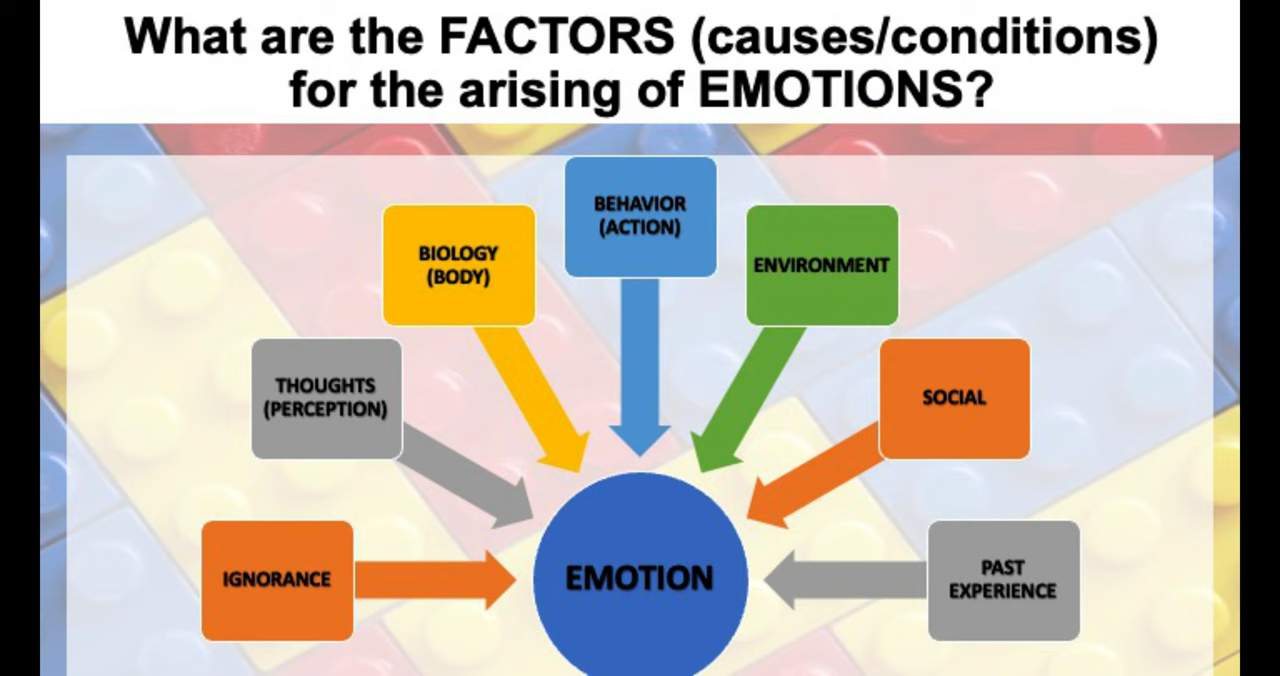 What are the FACTORS (causes/conditions)
for the arising of EMOTIONS?
BEHAVIOR
(ACTION)
BIOLOGY
(BODY)
ENVIRONMENT
THOUGHTS
(PERCEPTION)
SOCIAL
IGNORANCE
EMOTION
PAST
EXPERIENCE